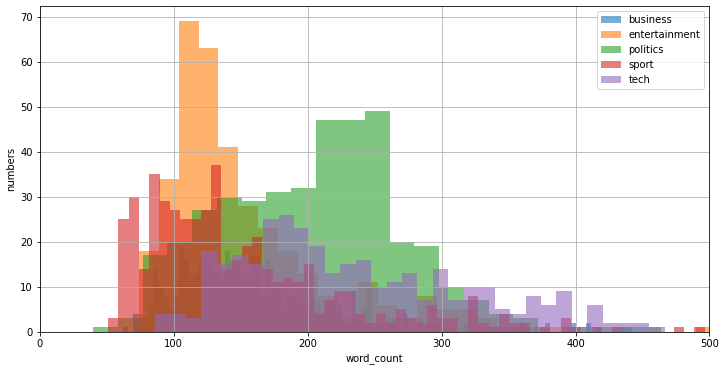 70
60
50
40
30
20
10
0
numbers
0 100 200 300 400 500
word_count
business
entertainment
politics
sport
tech